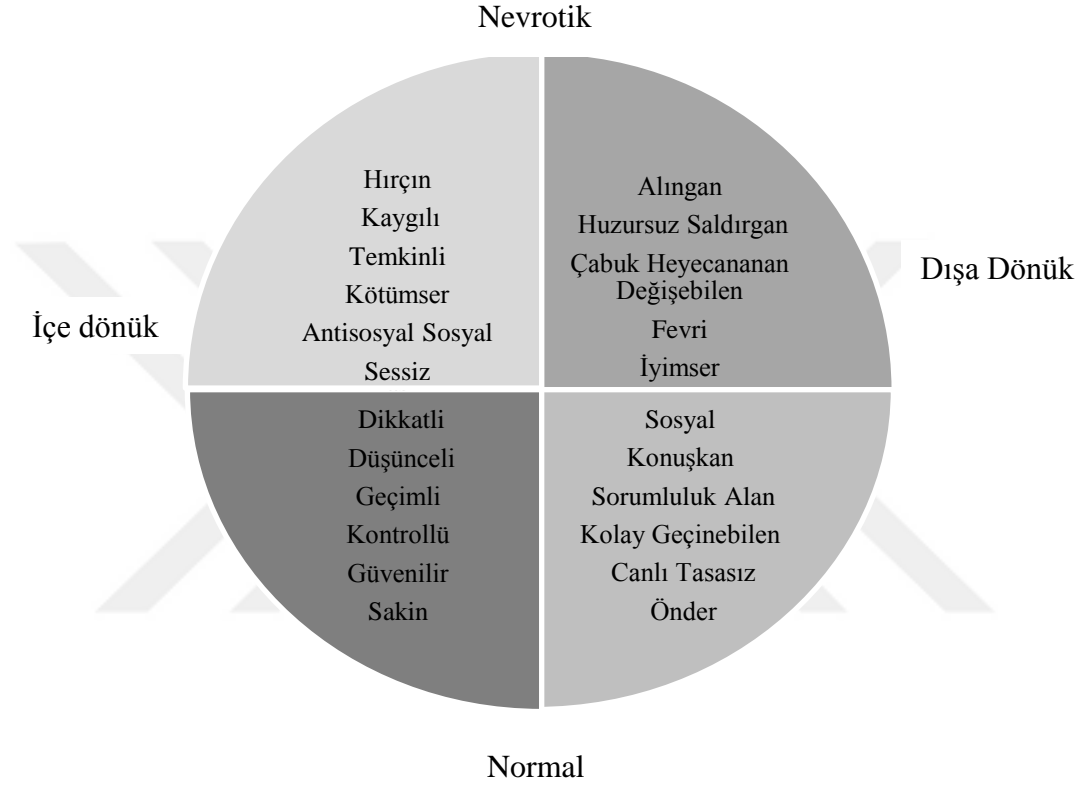 Nevrotik
Hırçın
Kaygılı
Temkinli
Kötümser
Antisosyal Sosyal
Sessiz
Alıngan
Huzursuz Saldırgan
Çabuk Heyecananan
Değişebilen
Fevri
İyimser
İçe dönük
Dışa Dönük
Dikkatli
Düşünceli
Geçimli
Kontrollü
Güvenilir
Sakin
Sosyal
Konuşkan
Sorumluluk Alan
Kolay Geçinebilen
Canlı Tasasız
Önder
Normal